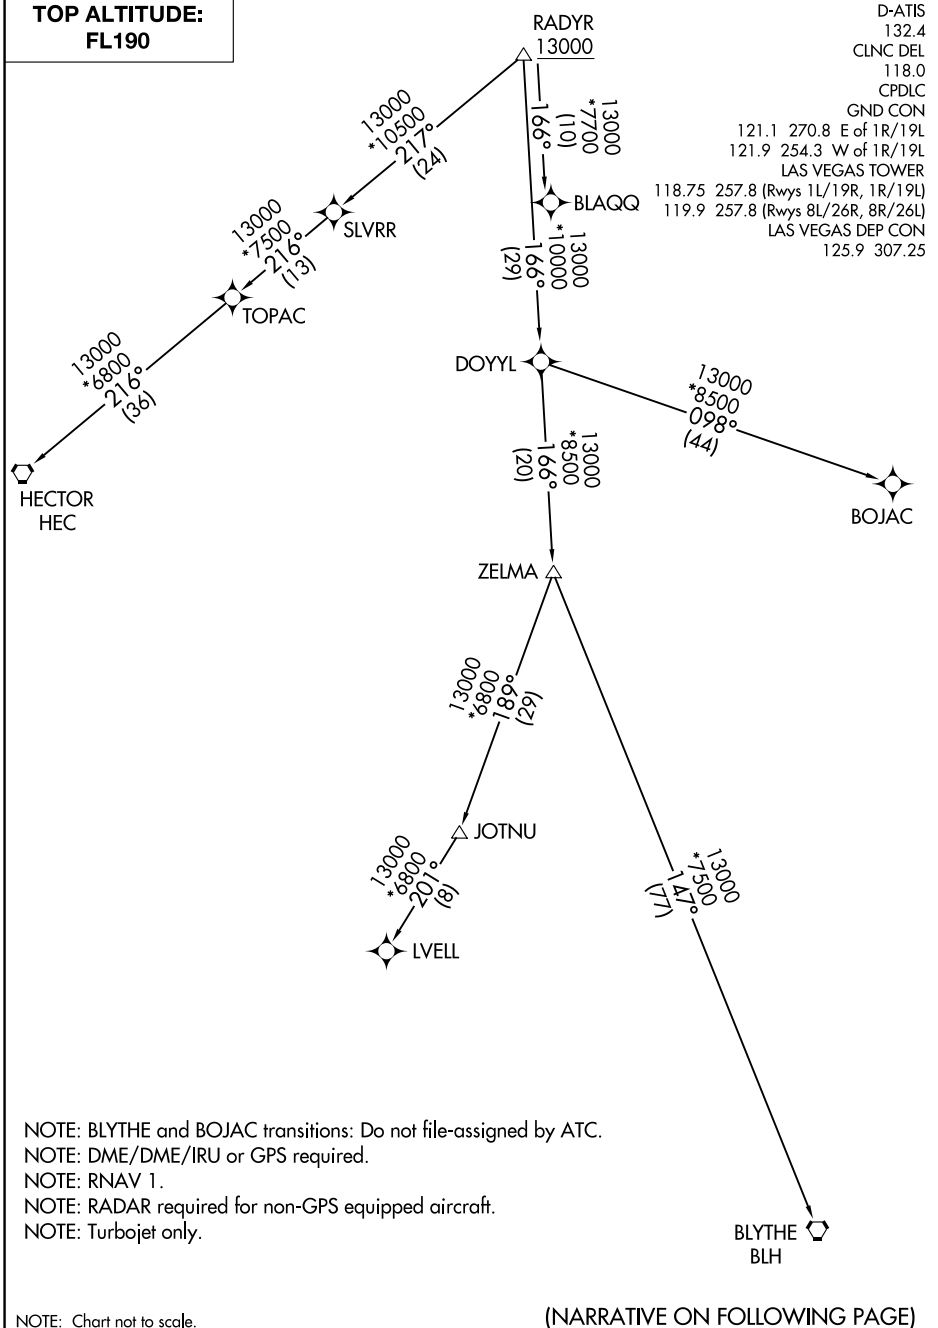 TOP ALTITUDE:
FL190
RADYR
13000
D-ATIS
132.4
CLNC DEL
118.0
CPDLC
GND CON
121.1 270.8 E of 1R/19L
121.9 254.3 W of 1R/19L
LAS VEGAS TOWER
118.75 257.8 (Rwys 1L/19R, 1R/19L)
119.9 257.8 (Rwys 8L/26R, 8R/26L)
LAS VEGAS DEP CON
125.9 307.25
13000
*10500
217°
(24)
13000
*7700
166°
(10)
SLVRR
BLAQQ
13000
*7500
216°
(13)
13000
*10000
166°
(29)
TOPAC
13000
*6800
216°
(36)
DOYYL
13000
*8500
098°
(44)
13000
*8500
166°
(20)
HECTOR
HEC
BOJAC
ZELMA
13000
*6800
189°
(29)
JOTNU
13000
*6800
201°
(8)
13000
*7500
147°
(77)
LVELL
NOTE: BLYTHE and BOJAC transitions: Do not file-assigned by ATC.
NOTE: DME/DME/IRU or GPS required.
NOTE: RNAV 1.
NOTE: RADAR required for non-GPS equipped aircraft.
NOTE: Turbojet only.
BLYTHE
BLH
NOTE: Chart not to scale.
(NARRATIVE ON FOLLOWING PAGE)